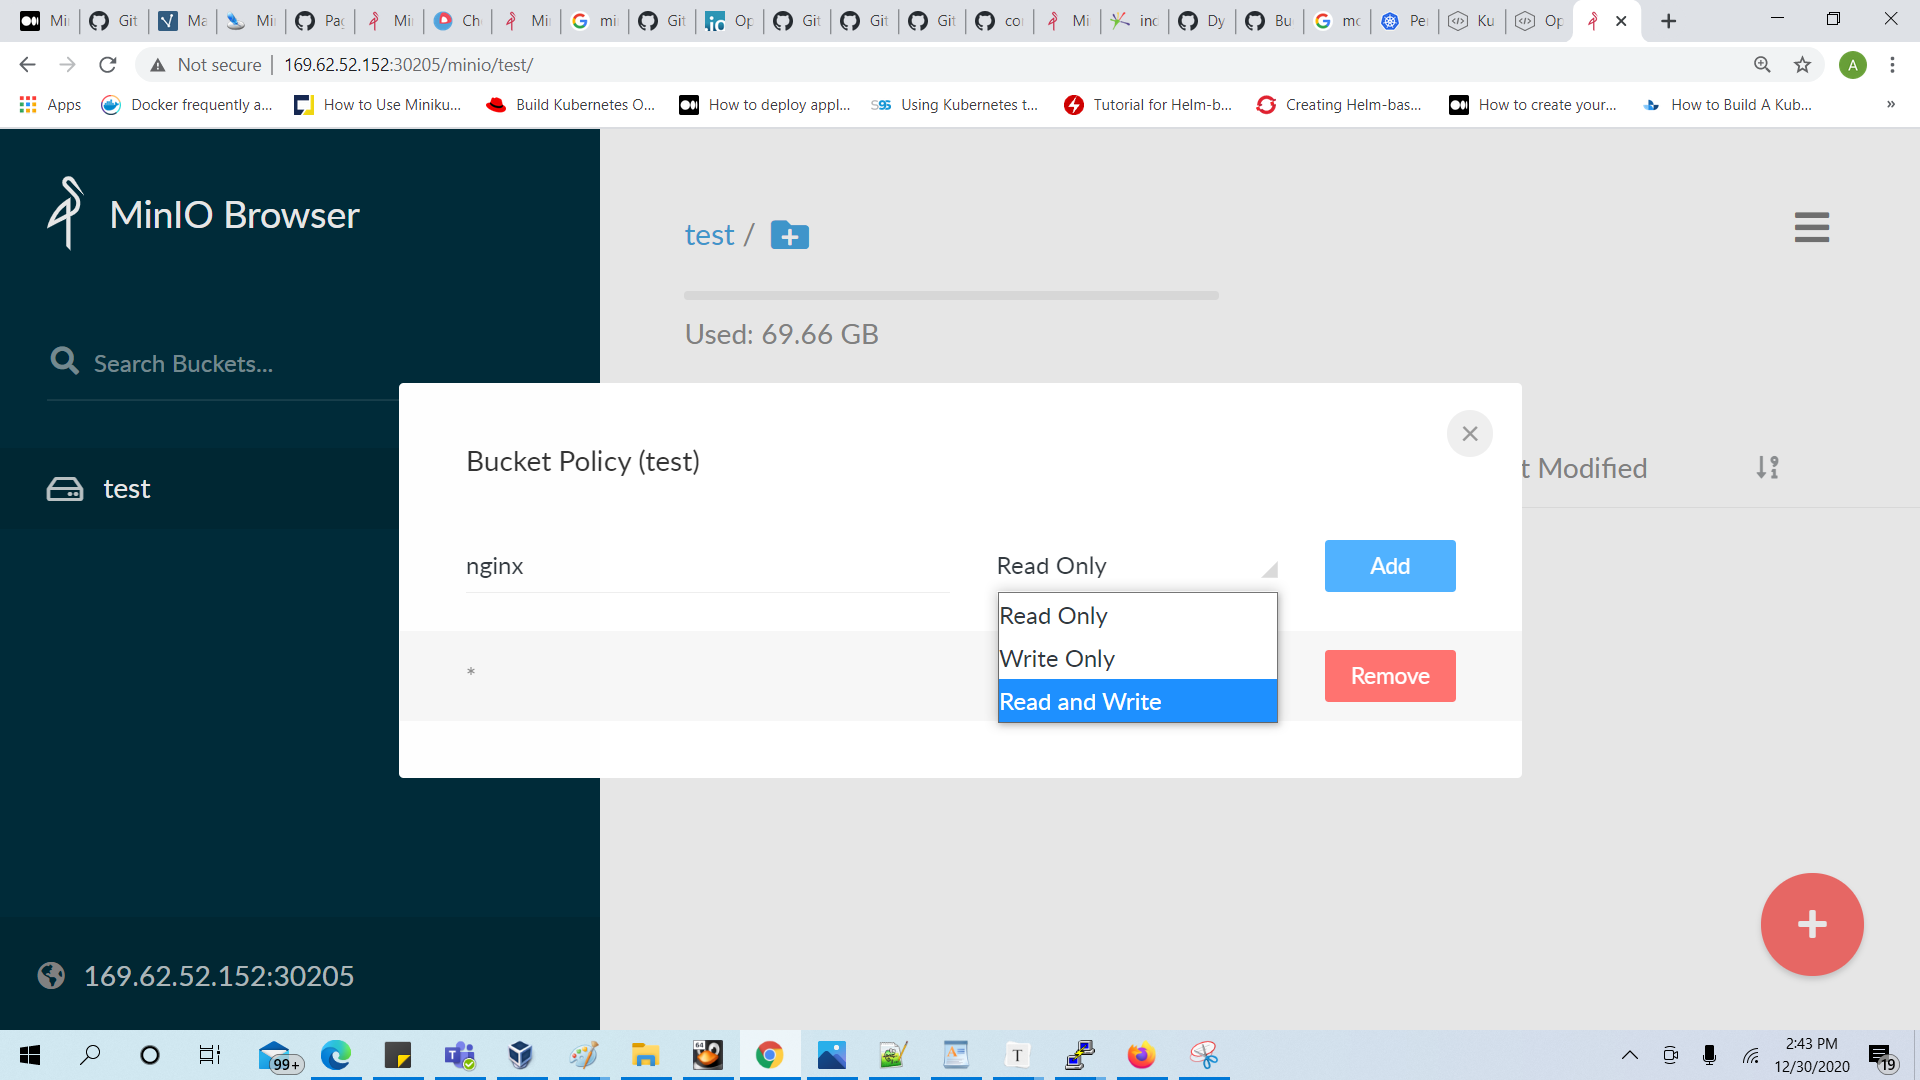 Mi
Git
Ma
Mi
Pa
Mi
Ch
Mi
mi
Git
Op
Git
Git
Git
co
Mi
inc
Dy
Bu
mo
Pe
Ku
Op
Not secure
169.62.52.152:30205/minio/test/
A
Apps
Docker frequently a...
How to Use Miniku...
Build Kubernetes O...
How to deploy appl...
Using Kubernetes t...
Tutorial for Helm-b...
Creating Helm-bas...
How to create your...
How to Build A Kub...
»
MinIO Browser
test /
Used: 69.66 GB
Search Buckets...
test
t Modified
Bucket Policy (test)
nginx
Read Only
Add
Read Only
Write Only
Read and Write
*
Remove
169.62.52.152:30205
99+
64
T
2:43 PM
12/30/2020
19